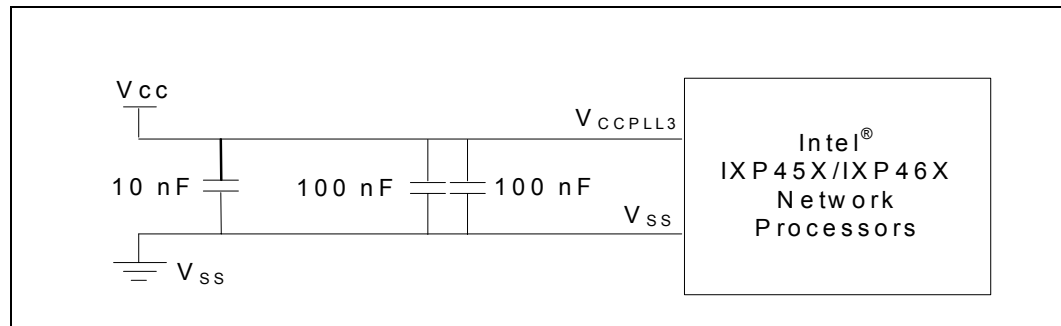 Vcc
VCCPLL3
10 nF
100 nF
100 nF
VSS
VSS
Intel®
IXP45X/IXP46X
Network
Processors